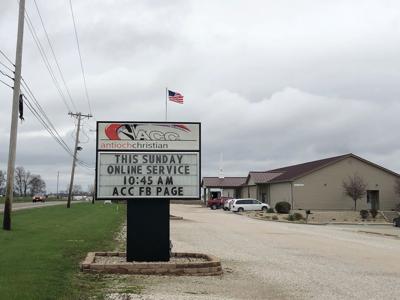 ACC
antiochchristian
THIS SUNDAY
ONLINE SERVICE
10:45 AM
ACC FB PAGE